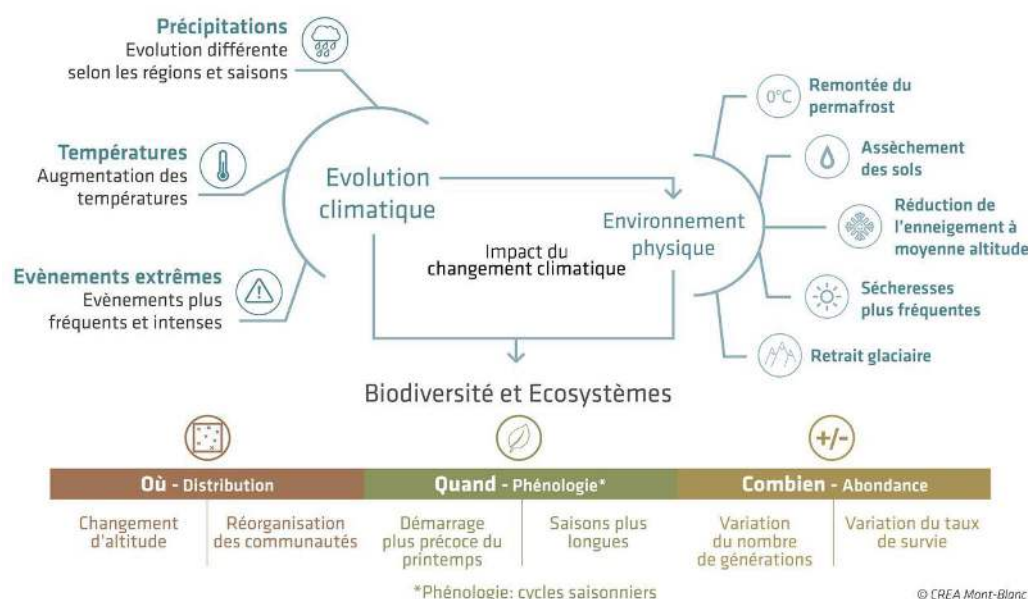 Précipitations
Evolution différente
selon les régions et saisons
Températures
Augmentation des
températures
Evènements extrêmes
Evènements plus
fréquents et intenses
Evolution
climatique
Impact du
changement climatique
Environnement
physique
0°C
Remontée du
permafrost
Assèchement
des sols
Réduction de
l'enneigement à
moyenne altitude
Sécheresses
plus fréquentes
Retrait glaciaire
Biodiversité et Ecosystèmes
+/-
Où - Distribution
Quand - Phénologie*
Combien - Abondance
Changement
d'altitude
Réorganisation
des communautés
Démarrage
plus précoce du
printemps
Saisons plus
longues
Variation
du nombre
de générations
Variation du taux
de survie
*Phénologie: cycles saisonniers
© CREA Mont-Blanc